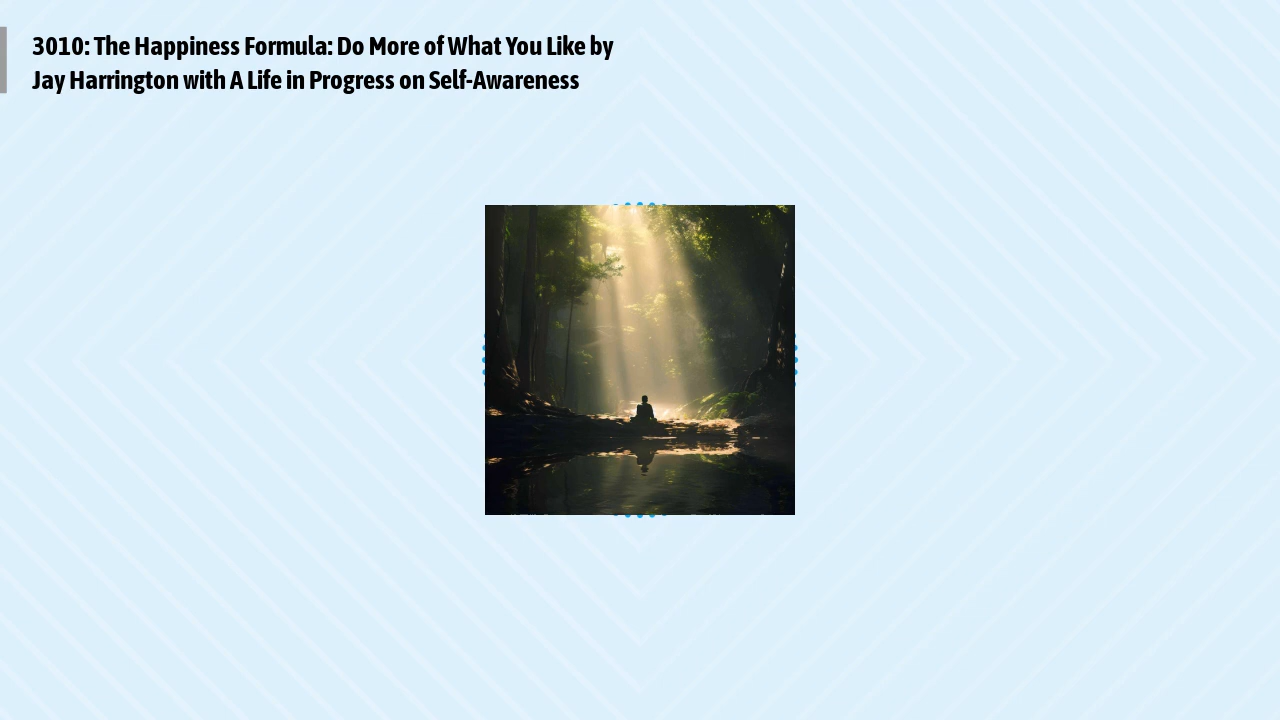 3010: The Happiness Formula: Do More of What You Like by
Jay Harrington with A Life in Progress on Self-Awareness